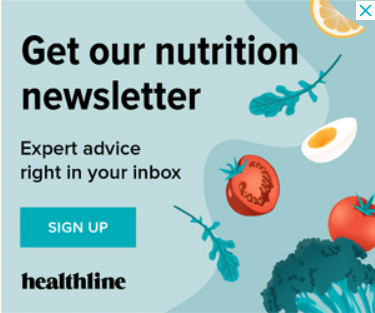 Get our nutrition
newsletter
Expert advice
right in your inbox
SIGN UP
healthline